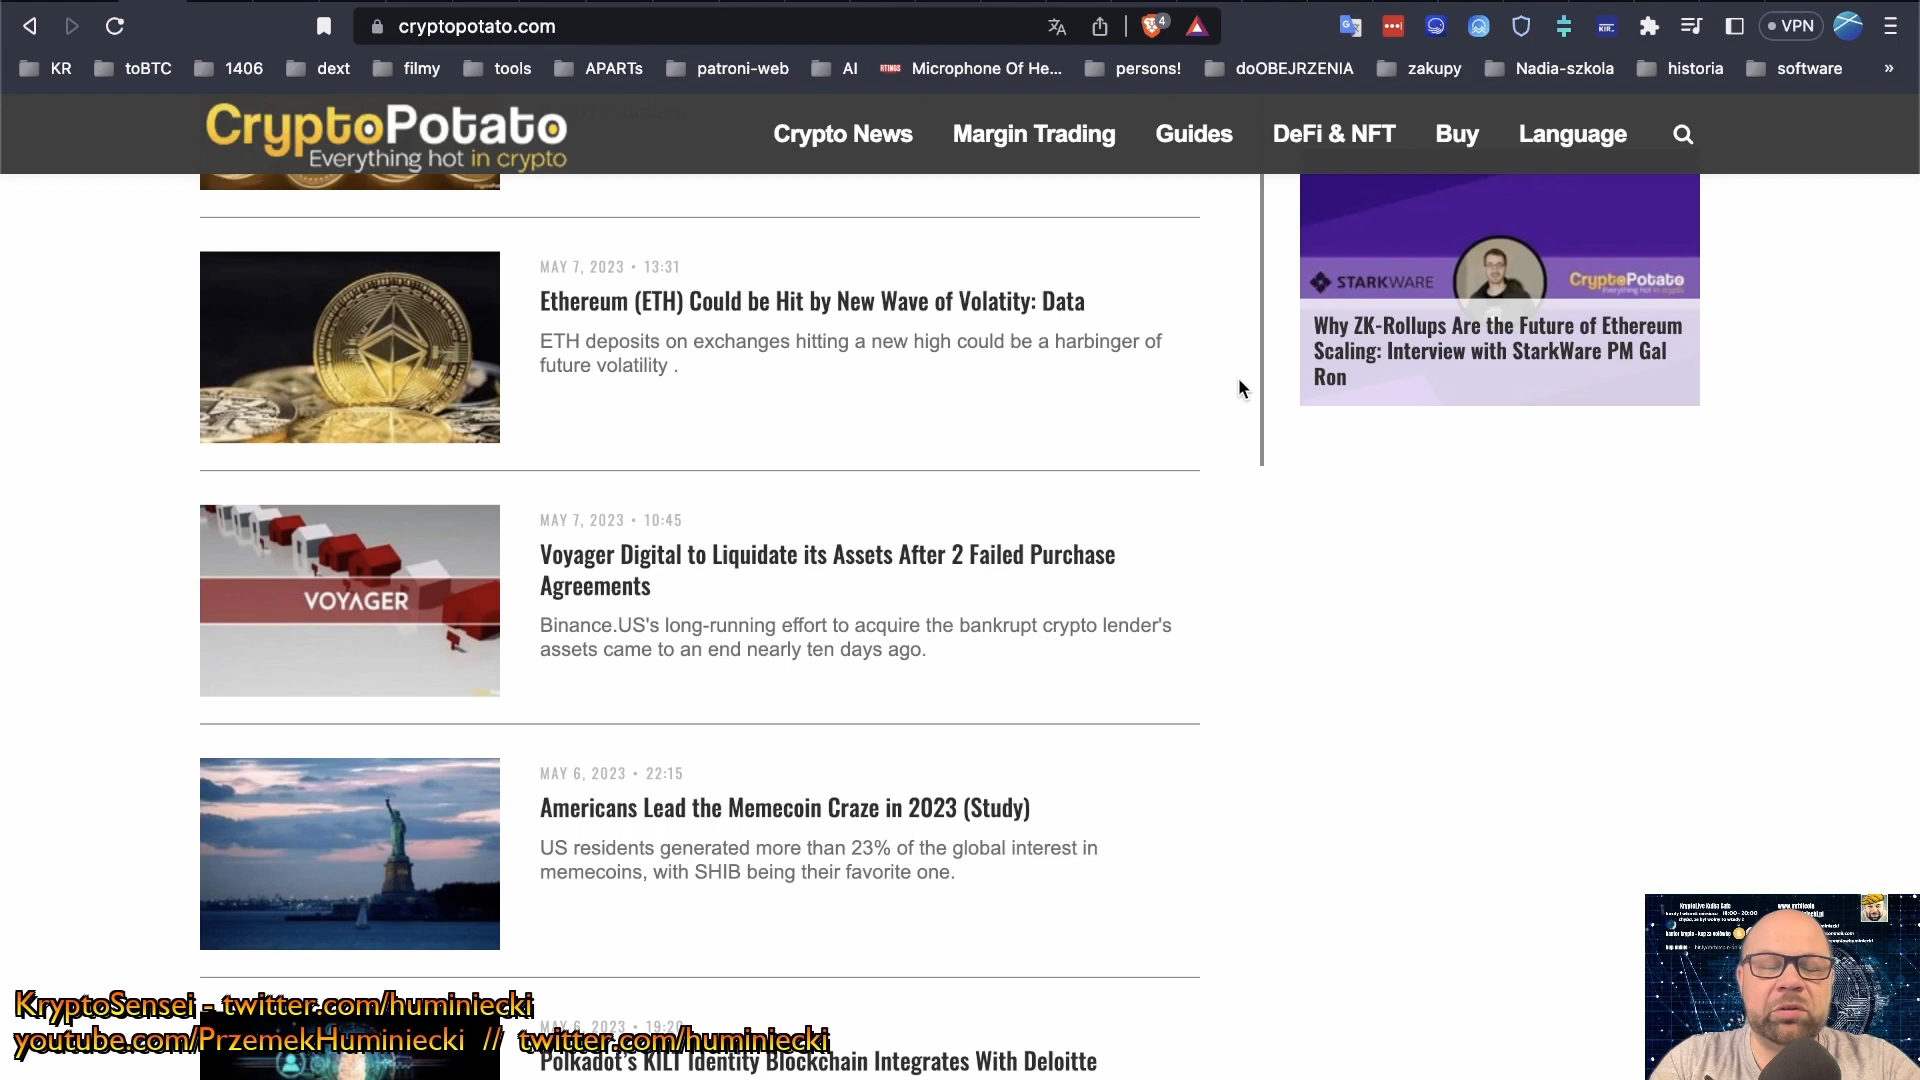 cryptopotato.com
4
VPN
KR
toBTC
1406
dext
filmy
tools
APARTs
patroni-web
AI
RTINGS
Microphone Of He...
persons!
doOBEJRZENIA
zakupy
Nadia-szkola
historia
software
»
CryptoPotato
Everything hot in crypto
Crypto News
Margin Trading
Guides
DeFi & NFT
Buy
Language
MAY 7, 2023 • 13:31
Ethereum (ETH) Could be Hit by New Wave of Volatity: Data
ETH deposits on exchanges hitting a new high could be a harbinger of
future volatility .
STARKWARE
CryptoPotato
Why ZK-Rollups Are the Future of Ethereum
Scaling: Interview with StarkWare PM Gal
Ron
VOYAGER
MAY 7, 2023 • 10:45
Voyager Digital to Liquidate its Assets After 2 Failed Purchase
Agreements
Binance.US's long-running effort to acquire the bankrupt crypto lender's
assets came to an end nearly ten days ago.
MAY 6, 2023 • 22:15
Americans Lead the Memecoin Craze in 2023 (Study)
US residents generated more than 23% of the global interest in
memecoins, with SHIB being their favorite one.
MAY 6, 2023 • 19:20
Polkadot's KILT Identity Blockchain Integrates With Deloitte
KryptoSensei - twitter.com/huminiecki
youtube.com/PrzemekHuminiecki // twitter.com/huminiecki